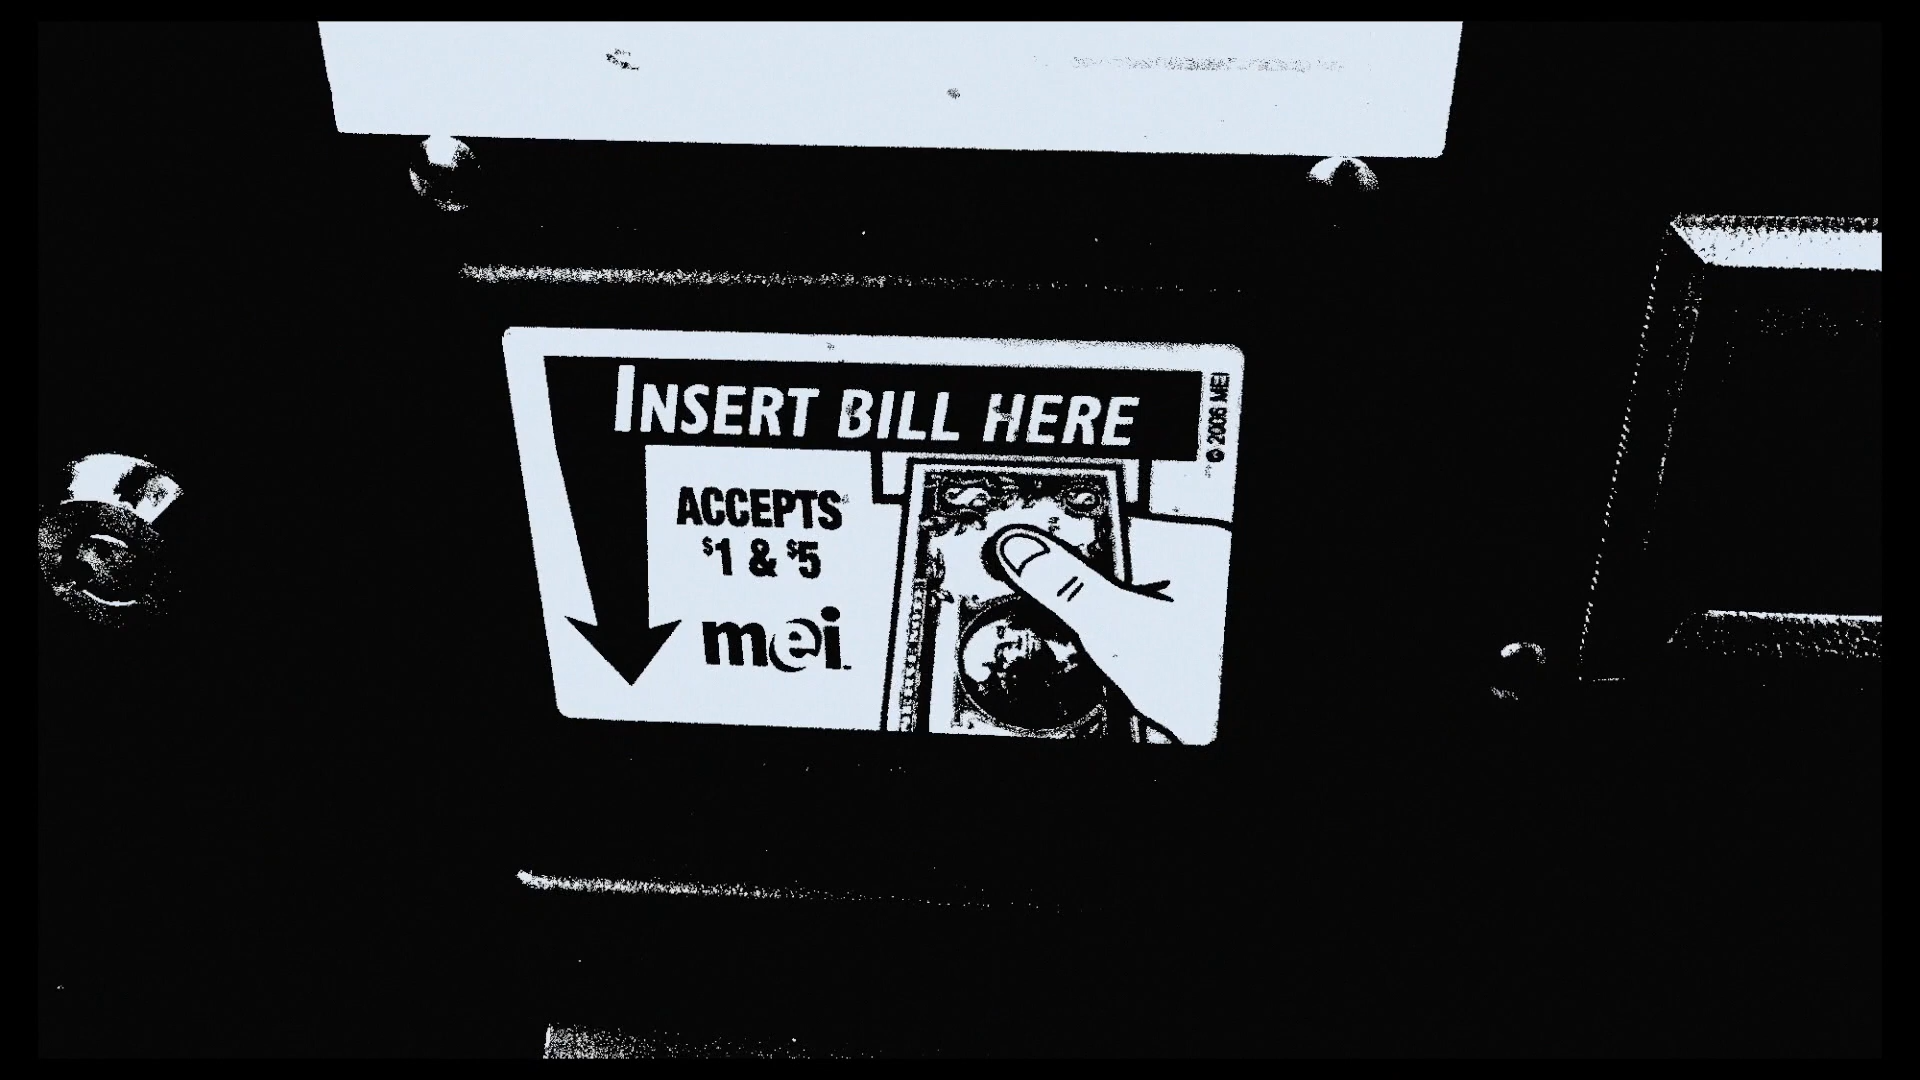 INSERT BILL HERE
© 2006 MEI
ACCEPTS
$1 & $5
mei